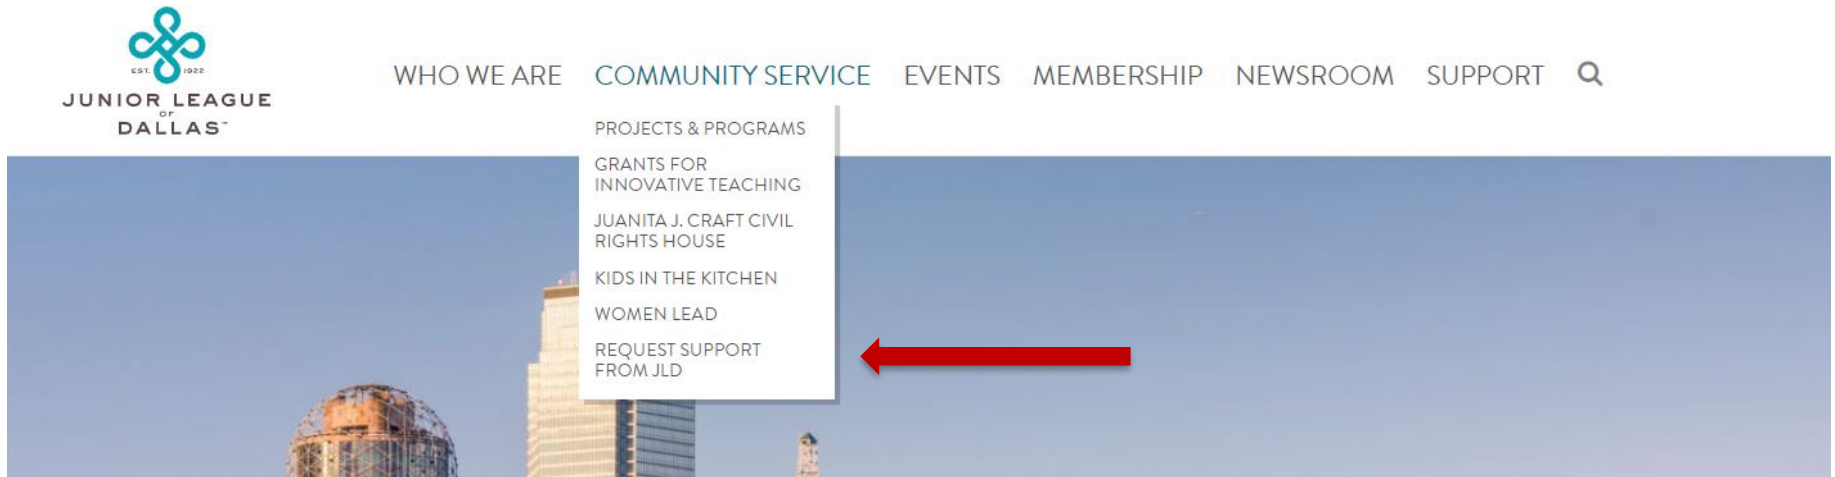 EST. 1922
JUNIOR LEAGUE
OF
DALLAS™
WHO WE ARE COMMUNITY SERVICE EVENTS MEMBERSHIP NEWSROOM SUPPORT
PROJECTS & PROGRAMS
GRANTS FOR
INNOVATIVE TEACHING
JUANITA J. CRAFT CIVIL
RIGHTS HOUSE
KIDS IN THE KITCHEN
WOMEN LEAD
REQUEST SUPPORT
FROM JLD